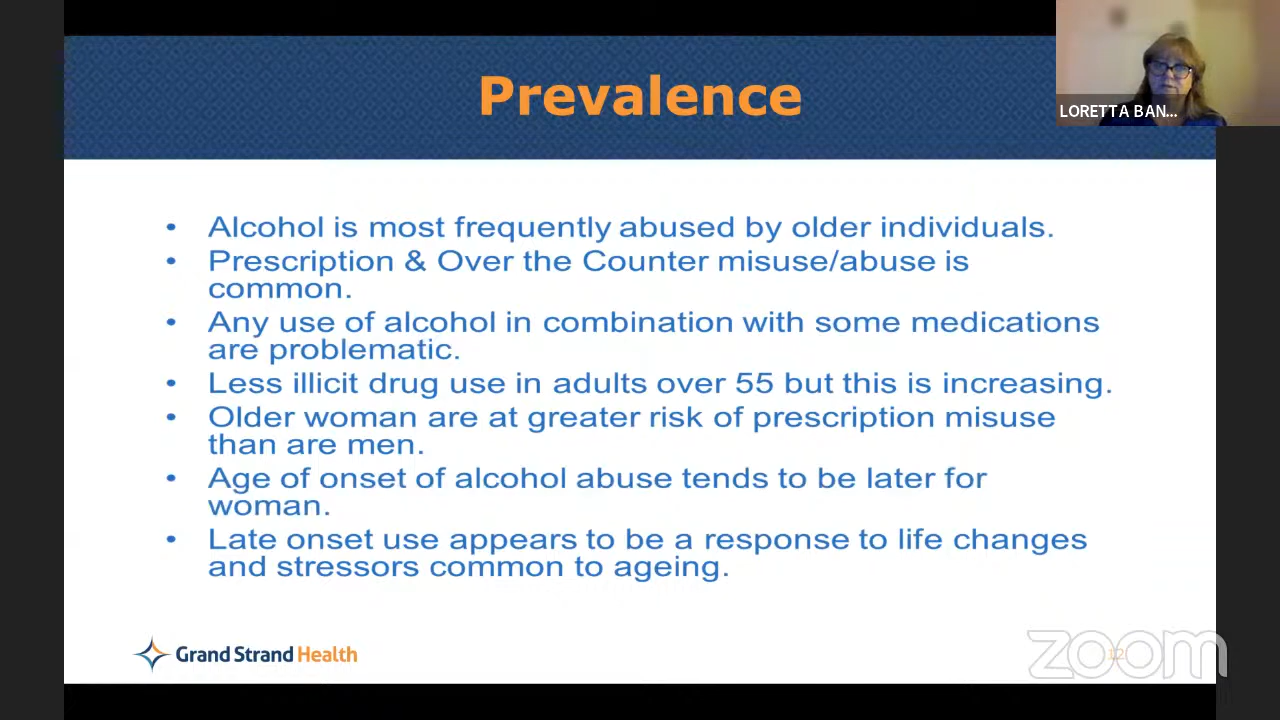 Prevalence
LORETTA BAN...
• Alcohol is most frequently abused by older individuals.
• Prescription & Over the Counter misuse/abuse is
common.
• Any use of alcohol in combination with some medications
are problematic.
• Less illicit drug use in adults over 55 but this is increasing.
• Older woman are at greater risk of prescription misuse
than are men.
• Age of onset of alcohol abuse tends to be later for
woman.
• Late onset use appears to be a response to life changes
and stressors common to ageing.
Grand Strand Health
12
zoom